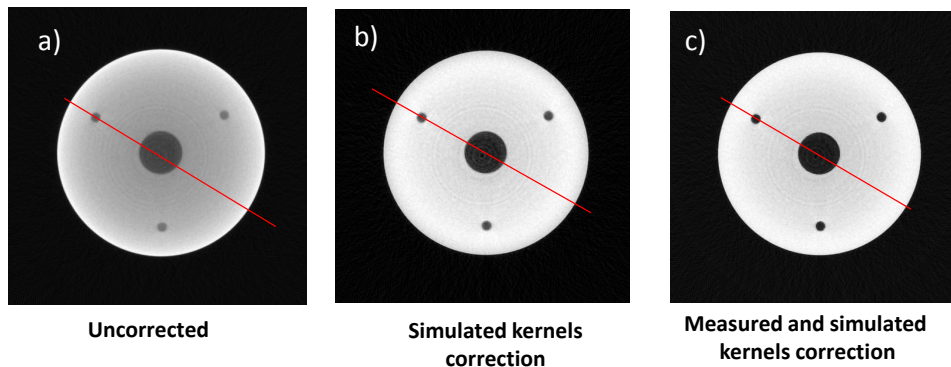 a)
b)
c)
Uncorrected
Simulated kernels
correction
Measured and simulated
kernels correction